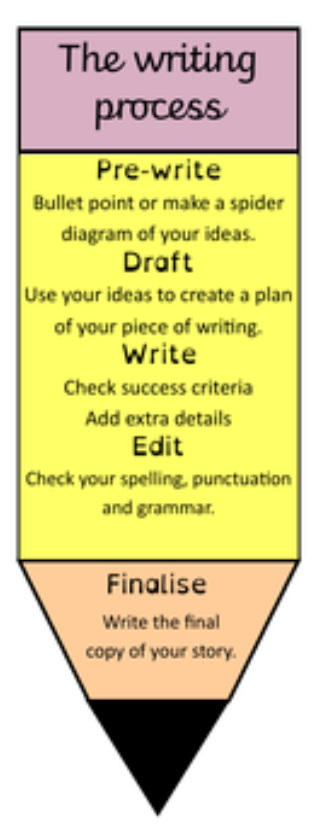 The writing
process
Pre-write
Bullet point or make a spider
diagram of your ideas.
Draft
Use your ideas to create a plan
of your piece of writing.
Write
Check success criteria
Add extra details
Edit
Check your spelling, punctuation
and grammar.
Finalise
Write the final
copy of your story.